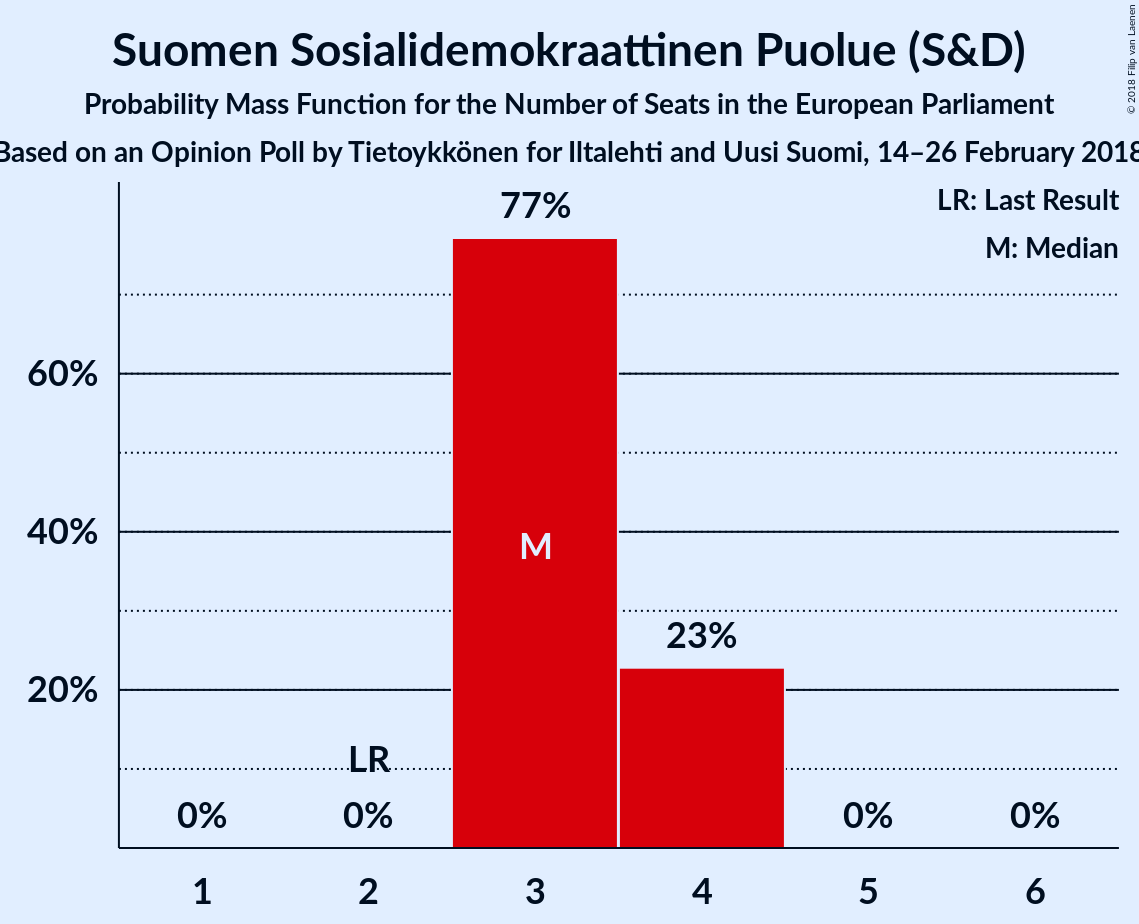 Suomen Sosialidemokraattinen Puolue (S&D)
Probability Mass Function for the Number of Seats in the European Parliament
Based on an Opinion Poll by Tietoykkönen for Iltalehti and Uusi Suomi, 14–26 February 2018
© 2018 Filip van Laenen
LR: Last Result
M: Median
77%
60%
40%
M
23%
20%
LR
0% 0% 0% 0%
1 2 3 4 5 6